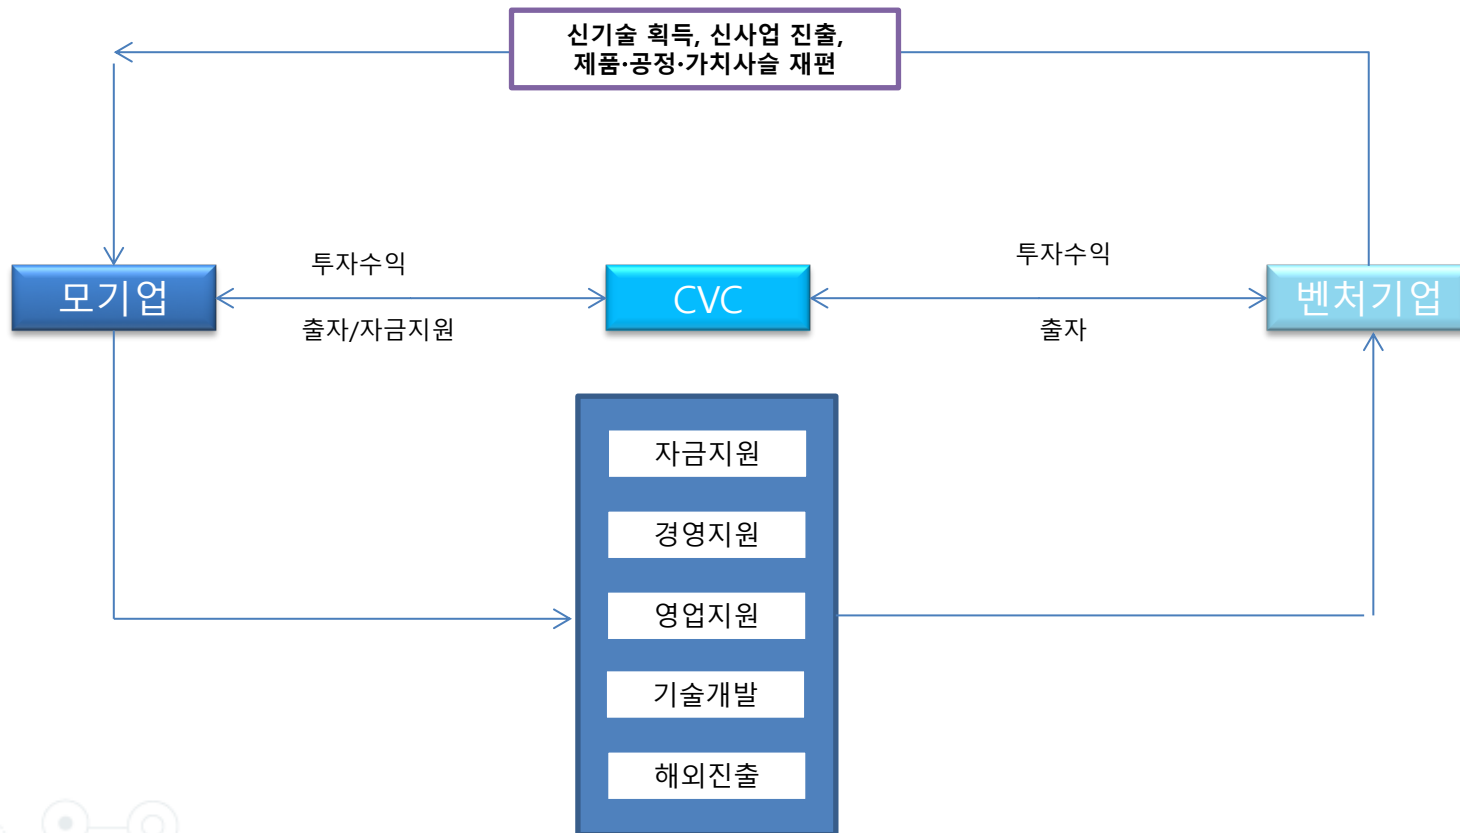 신기술 획득, 신사업 진출,
제품·공정·가치사슬 재편
투자수익
투자수익
모기업
CVC
벤처기업
출자/자금지원
출자
자금지원
경영지원
영업지원
기술개발
해외진출